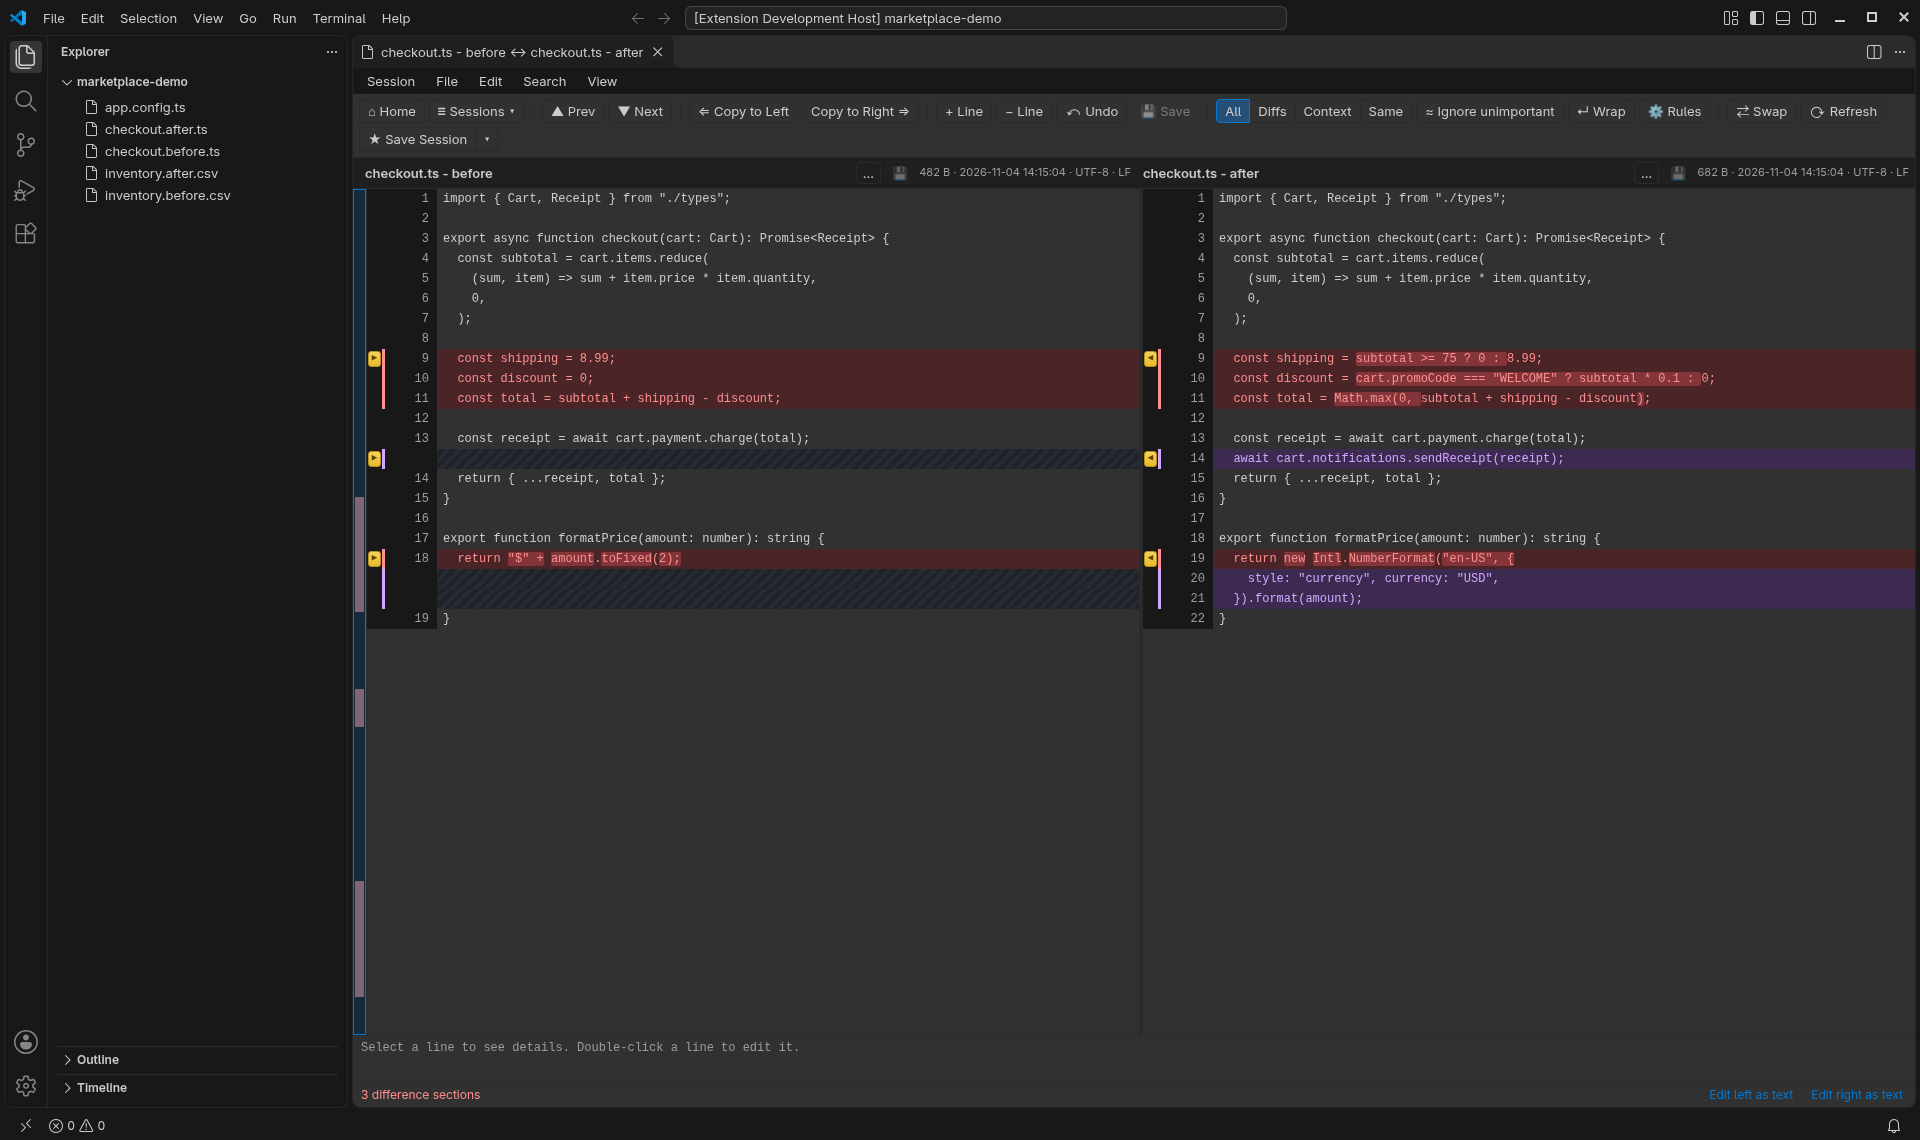 File Edit Selection View Go Run Terminal Help
[Extension Development Host] marketplace-demo
Explorer
marketplace-demo
app.config.ts
checkout.after.ts
checkout.before.ts
inventory.after.csv
inventory.before.csv
Outline
Timeline
checkout.ts - before ↔ checkout.ts - after
Session File Edit Search View
Home Sessions Prev Next Copy to Left Copy to Right + Line − Line Undo Save All Diffs Context Same ≈ Ignore unimportant Wrap Rules Swap Refresh
★ Save Session
checkout.ts - before ... 482 B · 2026-11-04 14:15:04 · UTF-8 · LF
1 import { Cart, Receipt } from "./types";
2
3 export async function checkout(cart: Cart): Promise<Receipt> {
4   const subtotal = cart.items.reduce(
5     (sum, item) => sum + item.price * item.quantity,
6     0,
7   );
8
9   const shipping = 8.99;
10   const discount = 0;
11   const total = subtotal + shipping - discount;
12
13   const receipt = await cart.payment.charge(total);
14   return { ...receipt, total };
15 }
16
17 export function formatPrice(amount: number): string {
18   return "$" + amount.toFixed(2);
19 }
checkout.ts - after ... 682 B · 2026-11-04 14:15:04 · UTF-8 · LF
1 import { Cart, Receipt } from "./types";
2
3 export async function checkout(cart: Cart): Promise<Receipt> {
4   const subtotal = cart.items.reduce(
5     (sum, item) => sum + item.price * item.quantity,
6     0,
7   );
8
9   const shipping = subtotal >= 75 ? 0 : 8.99;
10   const discount = cart.promoCode === "WELCOME" ? subtotal * 0.1 : 0;
11   const total = Math.max(0, subtotal + shipping - discount);
12
13   const receipt = await cart.payment.charge(total);
14   await cart.notifications.sendReceipt(receipt);
15   return { ...receipt, total };
16 }
17
18 export function formatPrice(amount: number): string {
19   return new Intl.NumberFormat("en-US", {
20     style: "currency", currency: "USD",
21   }).format(amount);
22 }
Select a line to see details. Double-click a line to edit it.
3 difference sections
Edit left as text Edit right as text
0 0